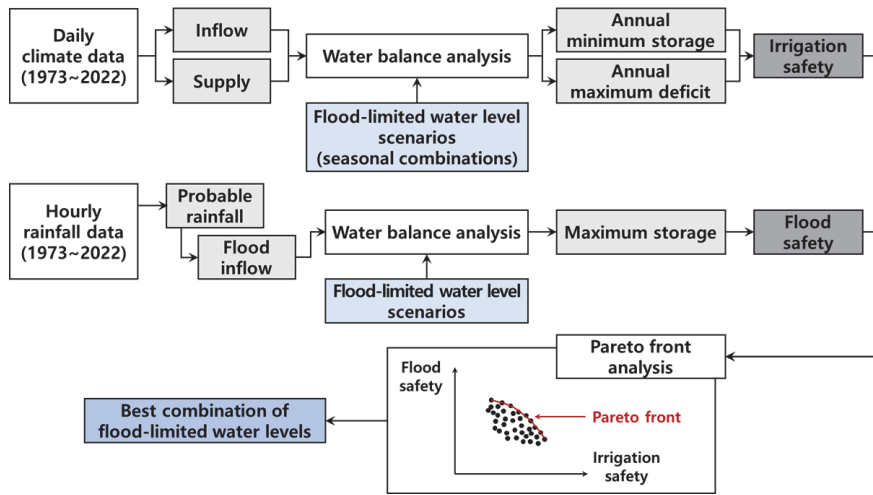 Daily
climate data
(1973~2022)
Inflow
Supply
Water balance analysis
Flood-limited water level
scenarios
(seasonal combinations)
Annual
minimum storage
Annual
maximum deficit
Irrigation
safety
Hourly
rainfall data
(1973~2022)
Probable
rainfall
Flood
inflow
Water balance analysis
Flood-limited water level
scenarios
Maximum storage
Flood
safety
Pareto front
analysis
Flood
safety
Pareto front
Irrigation
safety
Best combination of
flood-limited water levels